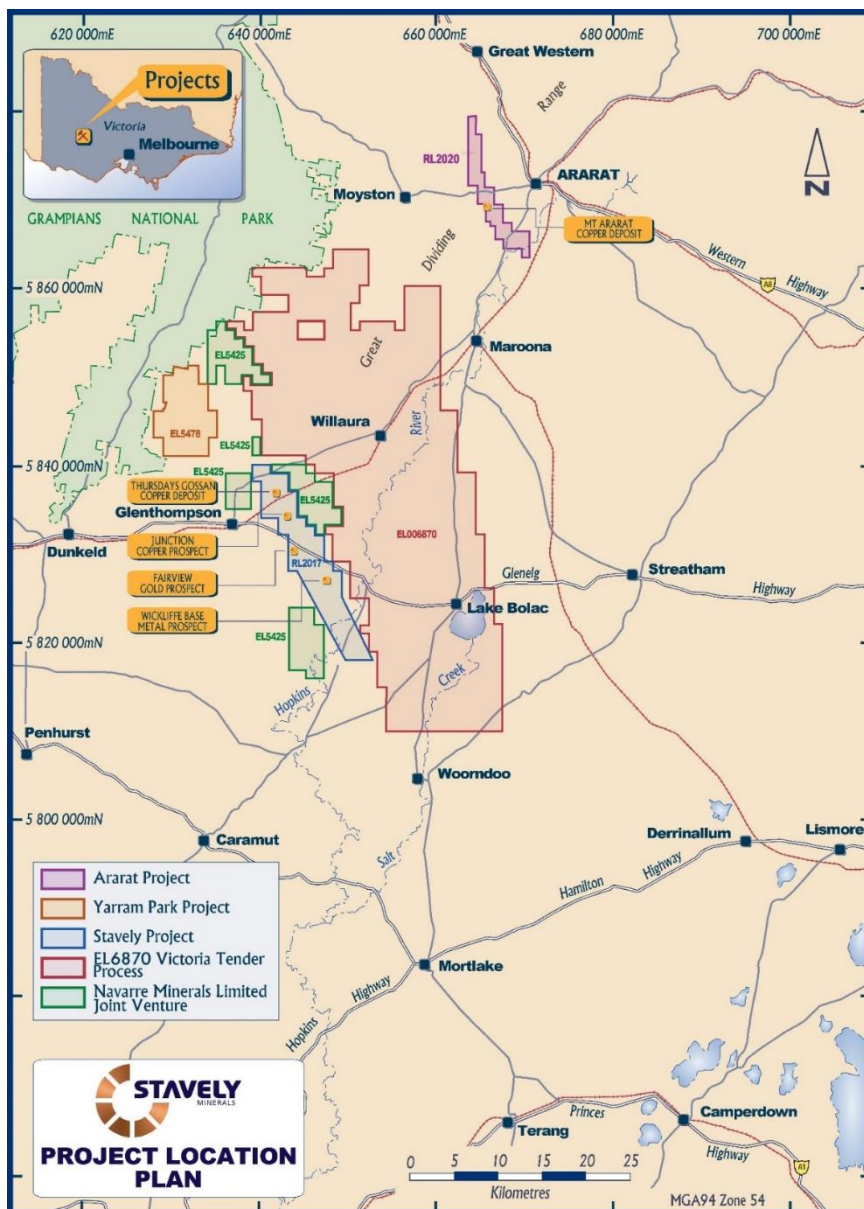 620 000mE
640 000mE
660 000mE
680 000mE
700 000mE
Great Western
Projects
Victoria
Melbourne
Range
RL2020
ARARAT
N
Moyston
GRAMPIANS NATIONAL PARK
MT ARARAT
COPPER DEPOSIT
Dividing
Western
Highway
A8
5 860 000mN
Great
Maroona
EL5425
River
Willaura
EL5478
EL5425
5 840 000mN
EL5425
THURSDAYS GOSSAN
COPPER DEPOSIT
EL5425
Glenthompson
Dunkeld
JUNCTION
COPPER PROSPECT
EL006870
RL2017
FAIRVIEW
GOLD PROSPECT
Glenelg
Streatham
Highway
WICKLIFFE BASE
METAL PROSPECT
Lake Bolac
5 820 000mN
EL5425
Creek
Hopkins
Penhurst
Woorndoo
5 800 000mN
Caramut
Salt
Derrinallum
Lismore
Highway
Hamilton
Highway
Ararat Project
Yarram Park Project
Stavely Project
EL6870 Victoria Tender
Process
Navarre Minerals Limited
Joint Venture
Mortlake
Highway
Hopkins
STAVELY
MINERALS
PROJECT LOCATION
PLAN
Princes
Camperdown
Terang
Highway
A1
0 5 10 15 20 25
Kilometres
MGA94 Zone 54